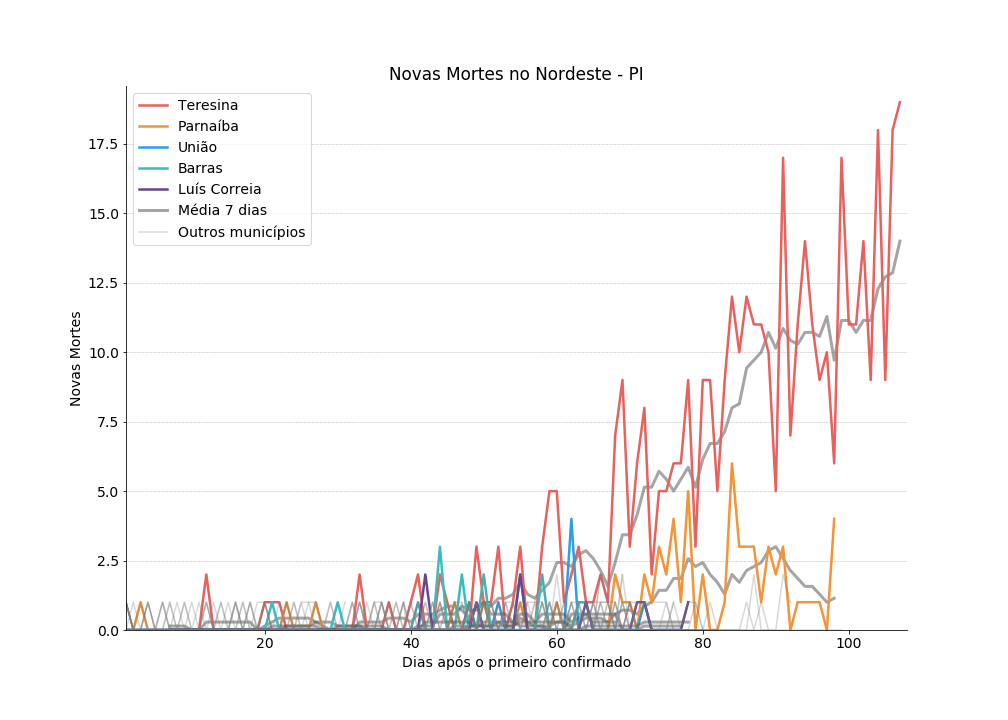 Novas Mortes no Nordeste - PI
Teresina
Parnaíba
União
Barras
Luís Correia
Média 7 dias
Outros municípios
17.5
15.0
12.5
10.0
7.5
5.0
2.5
0.0
Novas Mortes
20 40 60 80 100
Dias após o primeiro confirmado